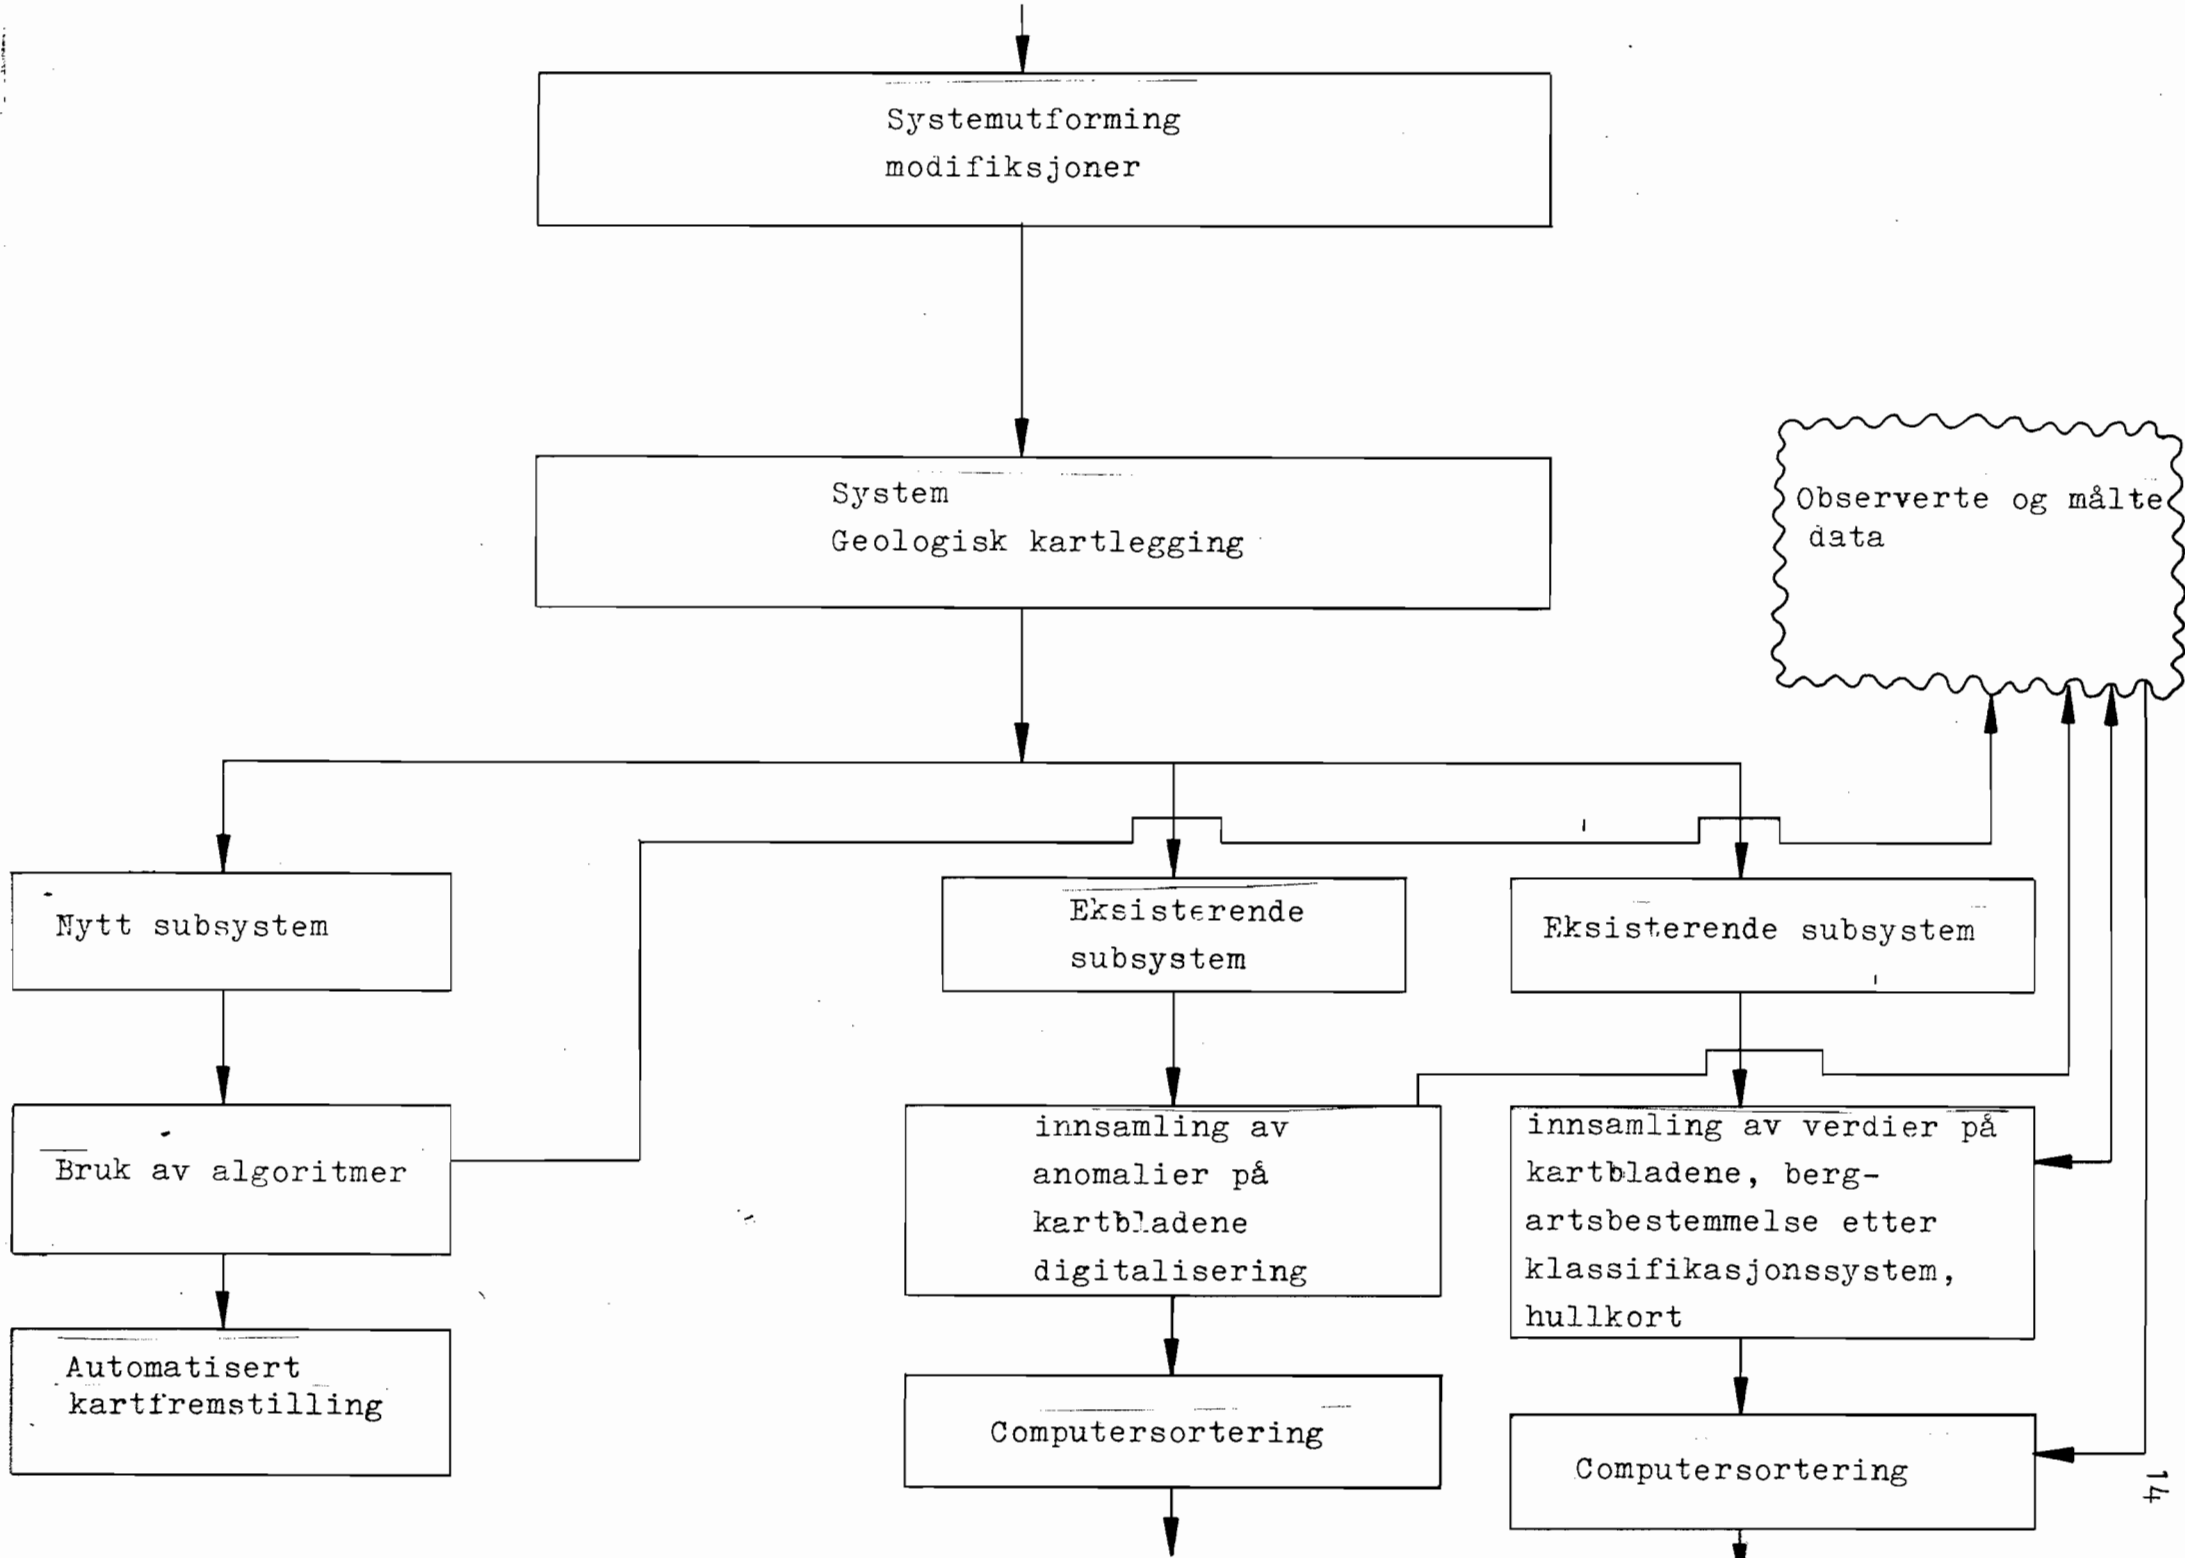 Systemutforming
modifiksjoner
System
Geologisk kartlegging
Observerte og målte
data
Nytt subsystem
Eksisterende
subsystem
Eksisterende subsystem
Bruk av algoritmer
innsamling av
anomalier på
kartbladene
digitalisering
innsamling av verdier på
kartbladene, berg-
artsbestemmelse etter
klassifikasjonssystem,
hullkort
Automatisert
kartfremstilling
Computersortering
Computersortering
14